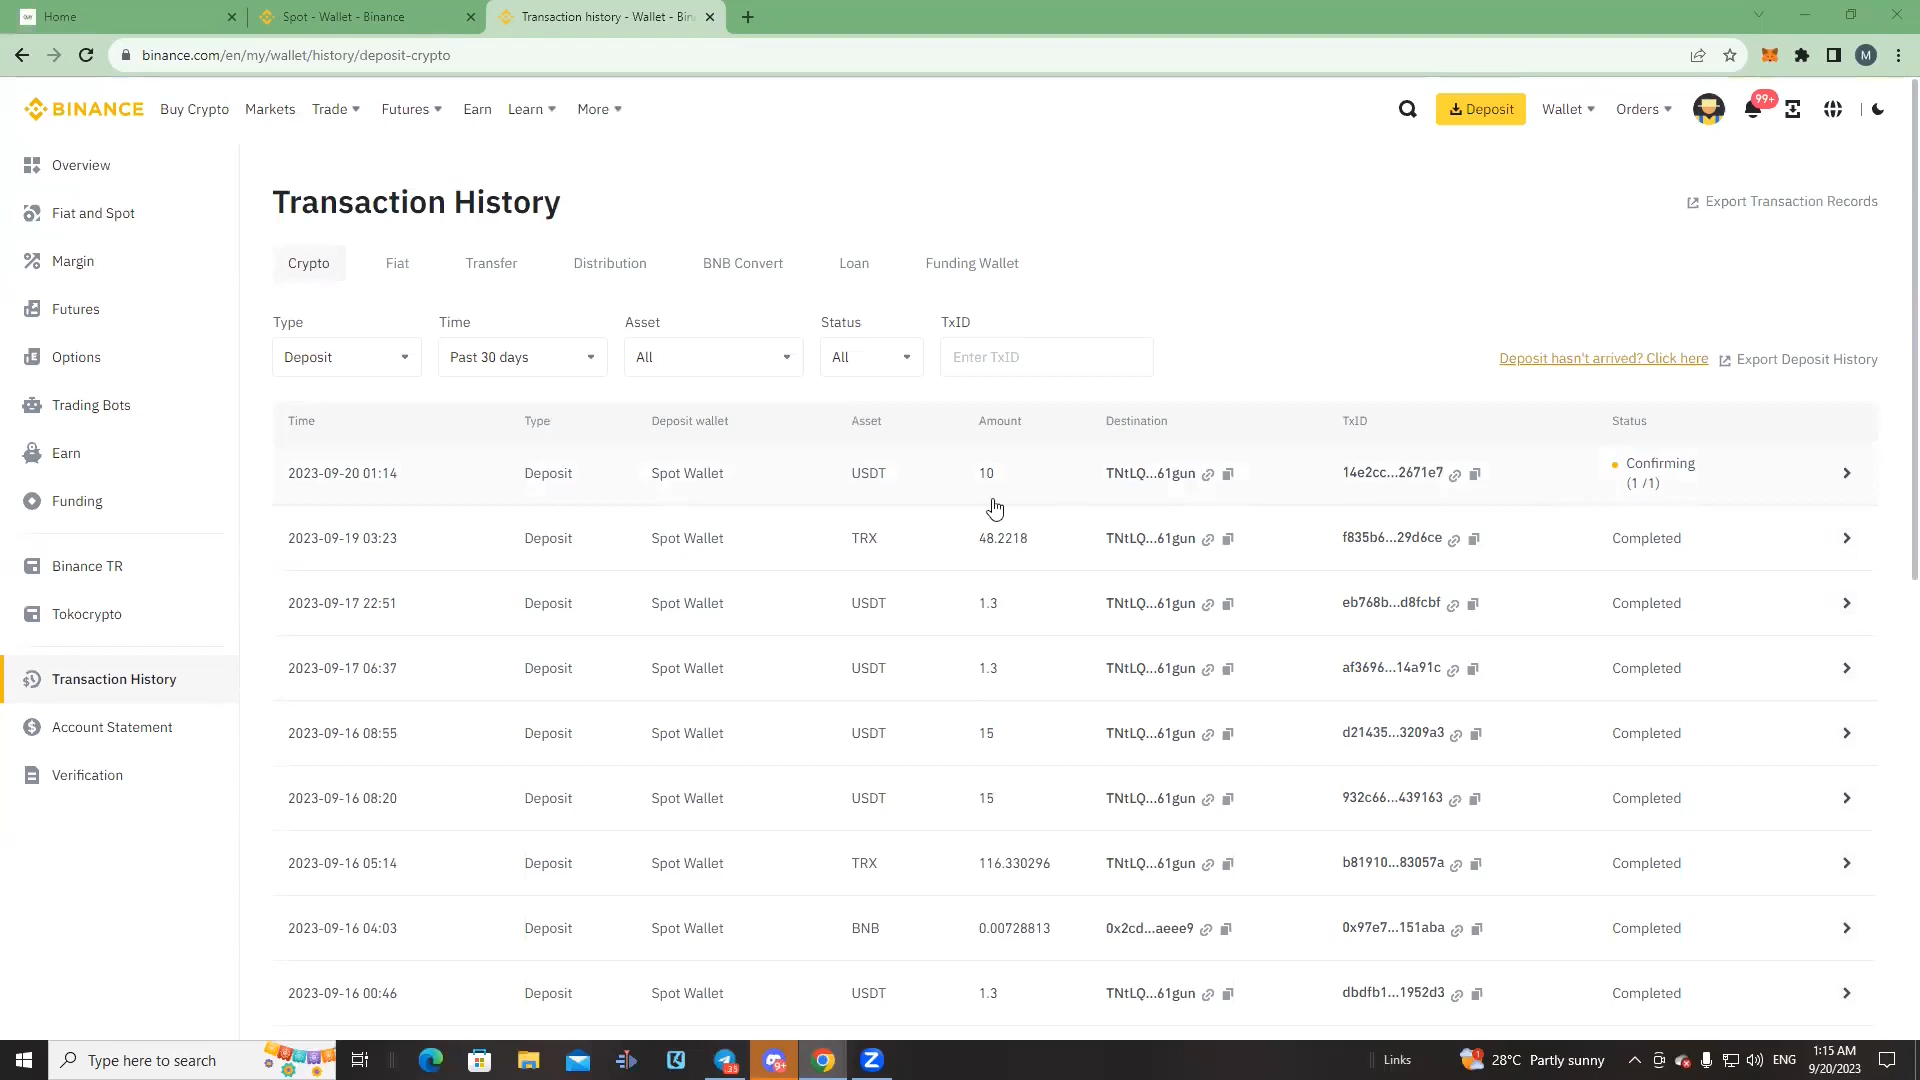 Home
Spot - Wallet - Binance
Transaction history - Wallet - Bin
binance.com/en/my/wallet/history/deposit-crypto
M
BINANCE Buy Crypto Markets Trade Futures Earn Learn More Deposit Wallet Orders 99+
Overview
Fiat and Spot
Margin
Futures
Options
Trading Bots
Earn
Funding
Binance TR
Tokocrypto
Transaction History
Account Statement
Verification
Transaction History
Export Transaction Records
Crypto Fiat Transfer Distribution BNB Convert Loan Funding Wallet
Type Time Asset Status TxID
Deposit Past 30 days All All Enter TxID
Deposit hasn't arrived? Click here Export Deposit History
Time Type Deposit wallet Asset Amount Destination TxID Status
2023-09-20 01:14 Deposit Spot Wallet USDT 10 TNtLQ...61gun 14e2cc...2671e7 Confirming
(1 /1)
2023-09-19 03:23 Deposit Spot Wallet TRX 48.2218 TNtLQ...61gun f835b6...29d6ce Completed
2023-09-17 22:51 Deposit Spot Wallet USDT 1.3 TNtLQ...61gun eb768b...d8fcbf Completed
2023-09-17 06:37 Deposit Spot Wallet USDT 1.3 TNtLQ...61gun af3696...14a91c Completed
2023-09-16 08:55 Deposit Spot Wallet USDT 15 TNtLQ...61gun d21435...3209a3 Completed
2023-09-16 08:20 Deposit Spot Wallet USDT 15 TNtLQ...61gun 932c66...439163 Completed
2023-09-16 05:14 Deposit Spot Wallet TRX 116.330296 TNtLQ...61gun b81910...83057a Completed
2023-09-16 04:03 Deposit Spot Wallet BNB 0.00728813 0x2cd...aeee9 0x97e7...151aba Completed
2023-09-16 00:46 Deposit Spot Wallet USDT 1.3 TNtLQ...61gun dbdfb1...1952d3 Completed
Type here to search
Links
28°C Partly sunny
ENG
1:15 AM
9/20/2023